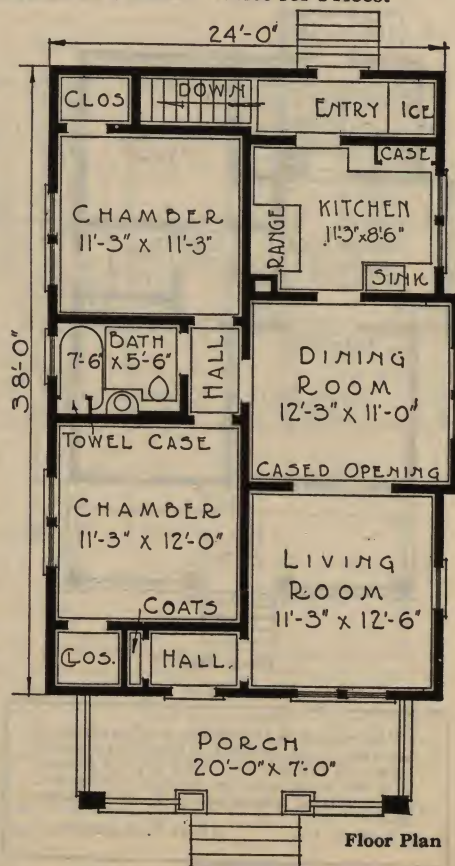 24'-0"
CLOS
DOWN
ENTRY
ICE
CASE
CHAMBER
11'-3" x 11'-3"
KITCHEN
11'-3"x8'-6"
RANGE
SINK
38'-0"
BATH
7'-6" x 5'-6"
HALL
DINING
ROOM
12'-3" x 11'-0"
TOWEL CASE
CASED OPENING
CHAMBER
11'-3" x 12'-0"
LIVING
ROOM
11'-3" x 12'-6"
COATS
CLOS.
HALL.
PORCH
20'-0" x 7'-0"
Floor Plan